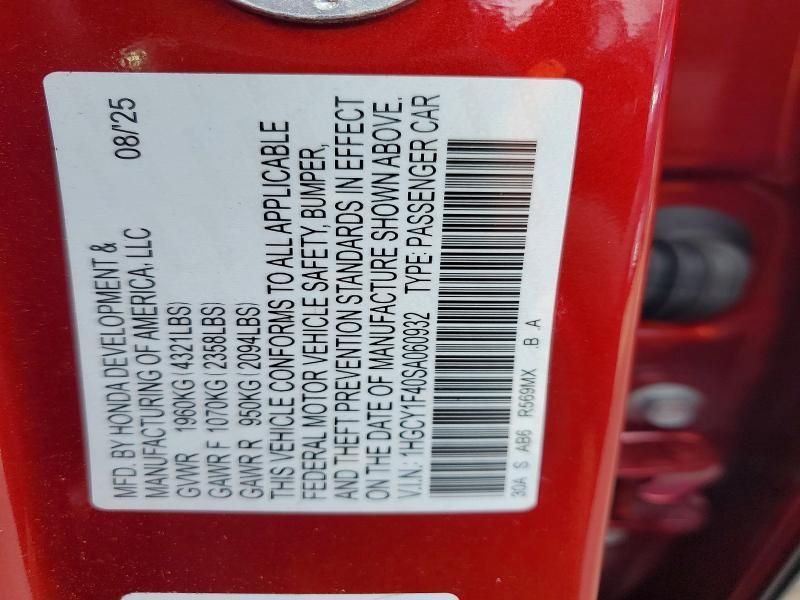 MFD. BY HONDA DEVELOPMENT & 08/'25
MANUFACTURING OF AMERICA, LLC
GVWR 1960KG(4321LBS)
GAWR F 1070KG(2358LBS)
GAWR R 950KG(2094LBS)
THIS VEHICLE CONFORMS TO ALL APPLICABLE
FEDERAL MOTOR VEHICLE SAFETY, BUMPER,
AND THEFT PREVENTION STANDARDS IN EFFECT
ON THE DATE OF MANUFACTURE SHOWN ABOVE.
V.I.N.: 1HGCY1F40SA060932 TYPE: PASSENGER CAR
30A S AB6 R569MX .B .A